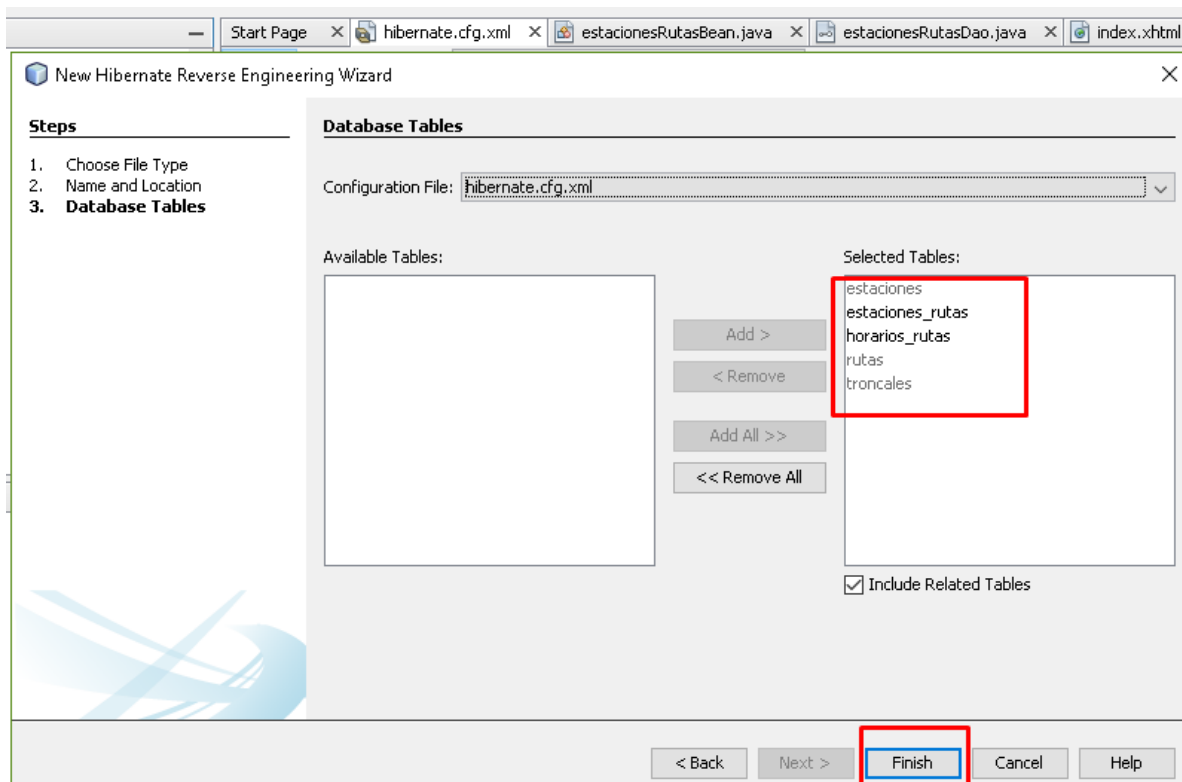 Start Page hibernate.cfg.xml estacionesRutasBean.java estacionesRutasDao.java index.xhtml
New Hibernate Reverse Engineering Wizard
Steps
1. Choose File Type
2. Name and Location
3. Database Tables
Database Tables
Configuration File: hibernate.cfg.xml
Available Tables:
Selected Tables:
estaciones
estaciones_rutas
horarios_rutas
rutas
troncales
Add >
< Remove
Add All >>
<< Remove All
Include Related Tables
< Back Next > Finish Cancel Help